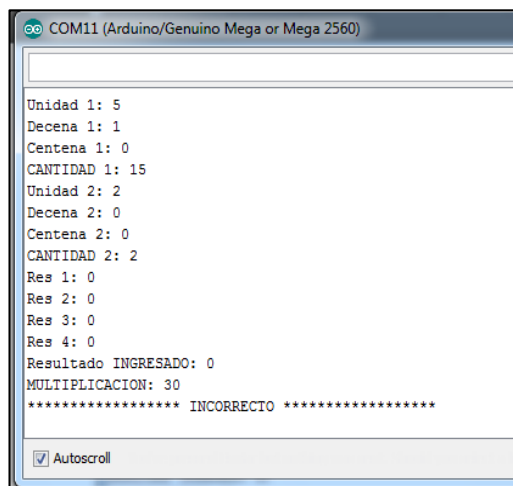 COM11 (Arduino/Genuino Mega or Mega 2560)
Unidad 1: 5
Decena 1: 1
Centena 1: 0
CANTIDAD 1: 15
Unidad 2: 2
Decena 2: 0
Centena 2: 0
CANTIDAD 2: 2
Res 1: 0
Res 2: 0
Res 3: 0
Res 4: 0
Resultado INGRESADO: 0
MULTIPLICACION: 30
****************** INCORRECTO ******************
Autoscroll